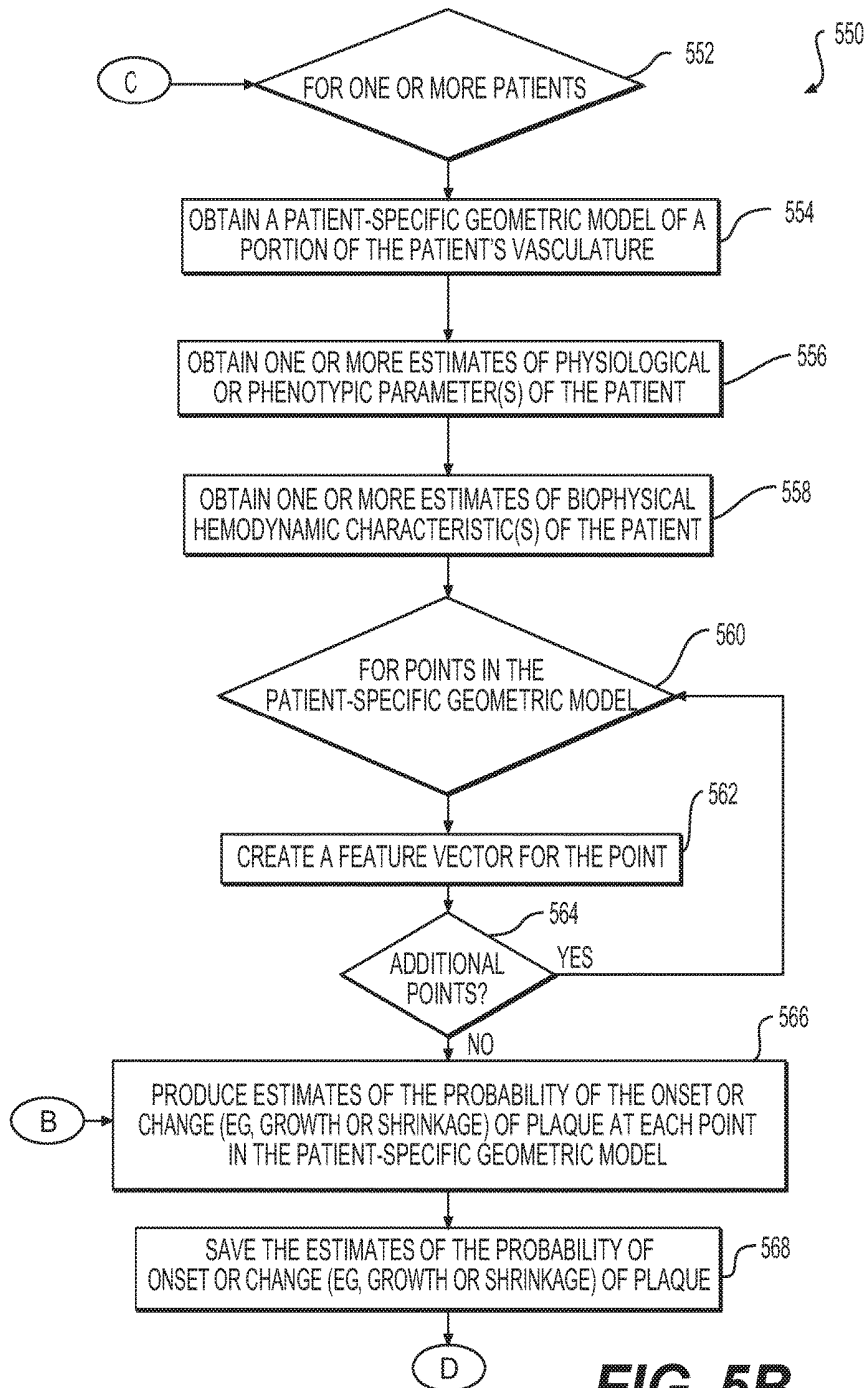 550
552
C
FOR ONE OR MORE PATIENTS
554
OBTAIN A PATIENT-SPECIFIC GEOMETRIC MODEL OF A
PORTION OF THE PATIENT'S VASCULATURE
556
OBTAIN ONE OR MORE ESTIMATES OF PHYSIOLOGICAL
OR PHENOTYPIC PARAMETER(S) OF THE PATIENT
558
OBTAIN ONE OR MORE ESTIMATES OF BIOPHYSICAL
HEMODYNAMIC CHARACTERISTIC(S) OF THE PATIENT
560
FOR POINTS IN THE
PATIENT-SPECIFIC GEOMETRIC MODEL
562
CREATE A FEATURE VECTOR FOR THE POINT
564
ADDITIONAL
POINTS?
YES
NO
566
B
PRODUCE ESTIMATES OF THE PROBABILITY OF THE ONSET OR
CHANGE (EG, GROWTH OR SHRINKAGE) OF PLAQUE AT EACH POINT
IN THE PATIENT-SPECIFIC GEOMETRIC MODEL
568
SAVE THE ESTIMATES OF THE PROBABILITY OF
ONSET OR CHANGE (EG, GROWTH OR SHRINKAGE) OF PLAQUE
D
FIG. 5B